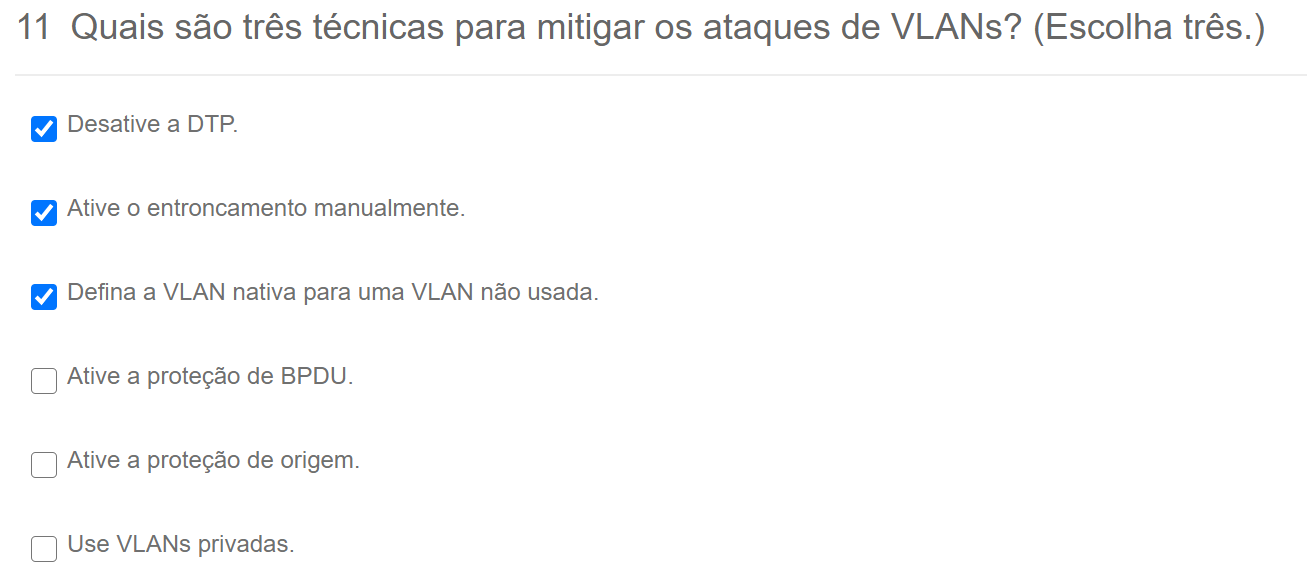 11 Quais são três técnicas para mitigar os ataques de VLANs? (Escolha três.)
Desative a DTP.
Ative o entroncamento manualmente.
Defina a VLAN nativa para uma VLAN não usada.
Ative a proteção de BPDU.
Ative a proteção de origem.
Use VLANs privadas.